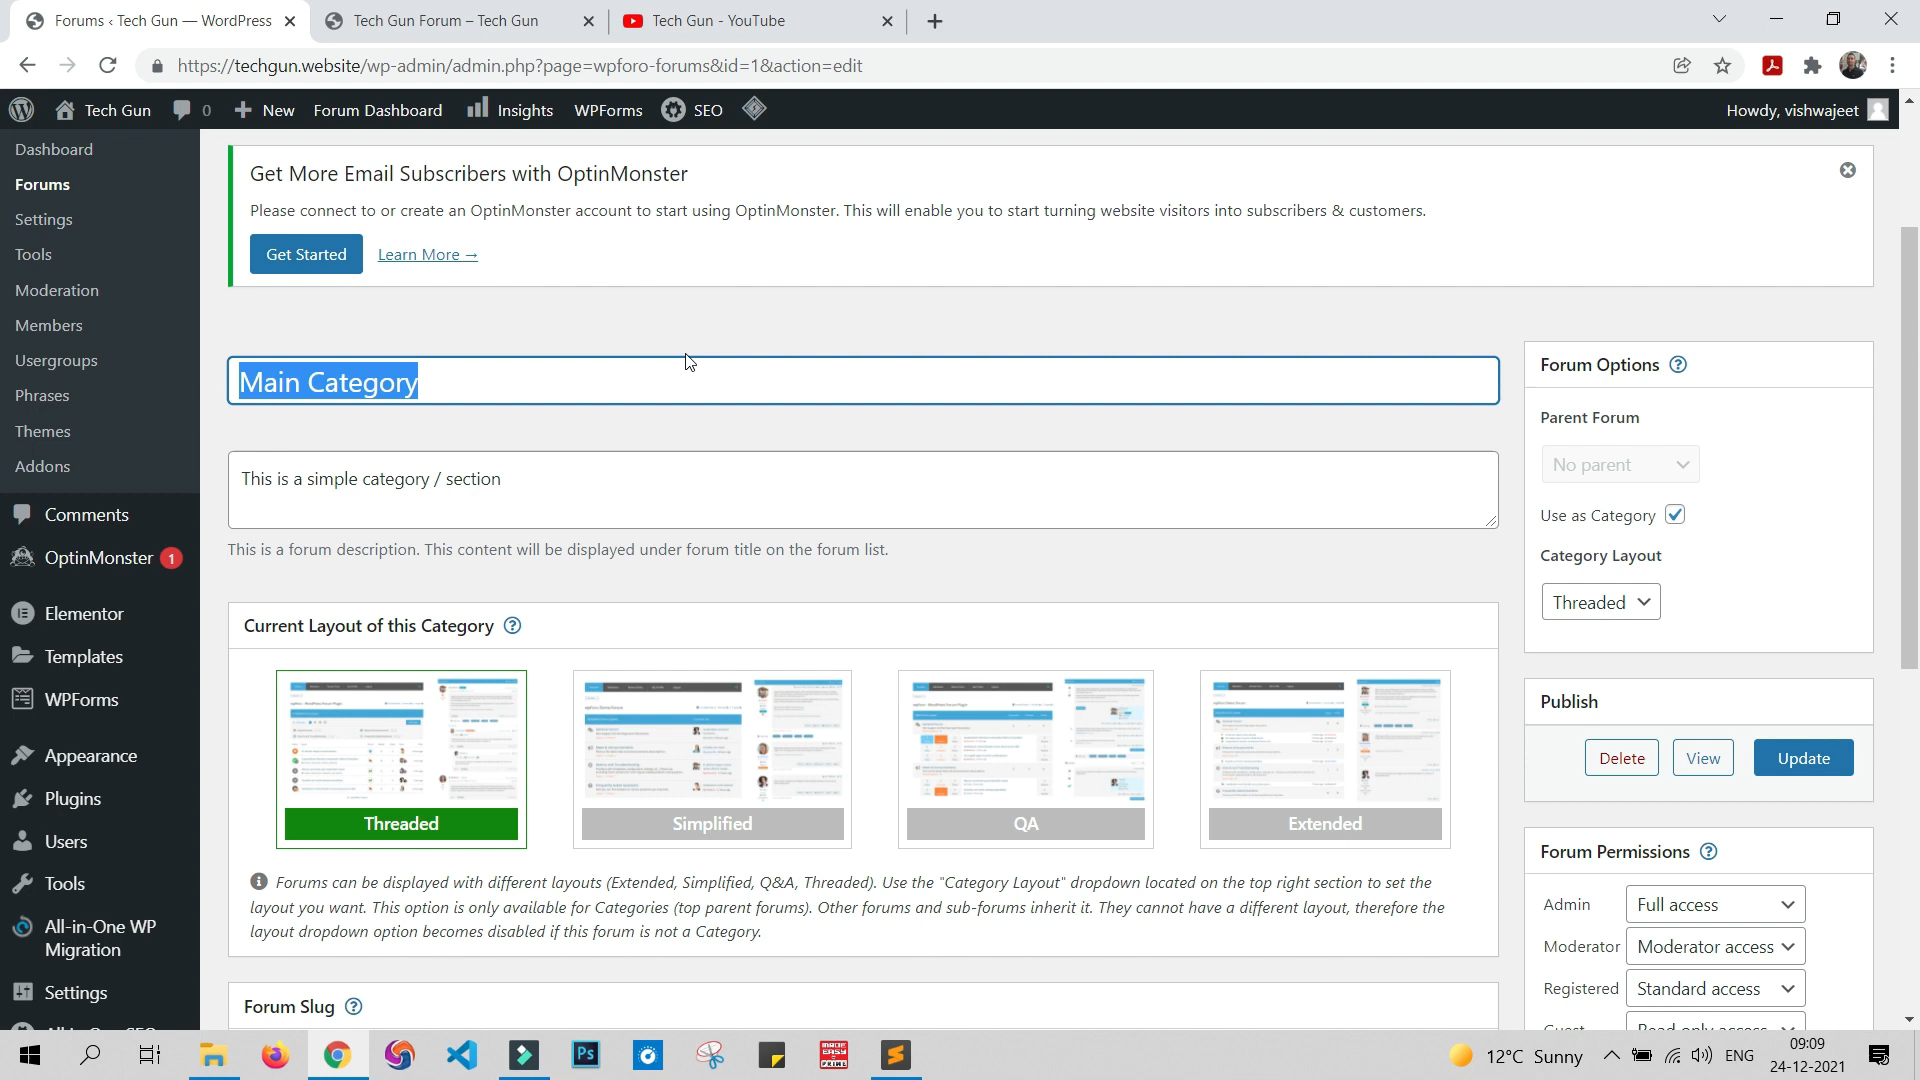 Forums ‹ Tech Gun — WordPress
Tech Gun Forum – Tech Gun
Tech Gun - YouTube
https://techgun.website/wp-admin/admin.php?page=wpforo-forums&id=1&action=edit
Tech Gun
0
New
Forum Dashboard
Insights
WPForms
SEO
Howdy, vishwajeet
Dashboard
Forums
Settings
Tools
Moderation
Members
Usergroups
Phrases
Themes
Addons
Comments
OptinMonster 1
Elementor
Templates
WPForms
Appearance
Plugins
Users
Tools
All-in-One WP
Migration
Settings
Get More Email Subscribers with OptinMonster
Please connect to or create an OptinMonster account to start using OptinMonster. This will enable you to start turning website visitors into subscribers & customers.
Get Started
Learn More →
Main Category
This is a simple category / section
This is a forum description. This content will be displayed under forum title on the forum list.
Current Layout of this Category
Threaded
Simplified
QA
Extended
Forums can be displayed with different layouts (Extended, Simplified, Q&A, Threaded). Use the "Category Layout" dropdown located on the top right section to set the
layout you want. This option is only available for Categories (top parent forums). Other forums and sub-forums inherit it. They cannot have a different layout, therefore the
layout dropdown option becomes disabled if this forum is not a Category.
Forum Slug
Forum Options
Parent Forum
No parent
Use as Category
Category Layout
Threaded
Publish
Delete
View
Update
Forum Permissions
Admin
Full access
Moderator
Moderator access
Registered
Standard access
Guest
Read only access
12°C Sunny
ENG
09:09
24-12-2021